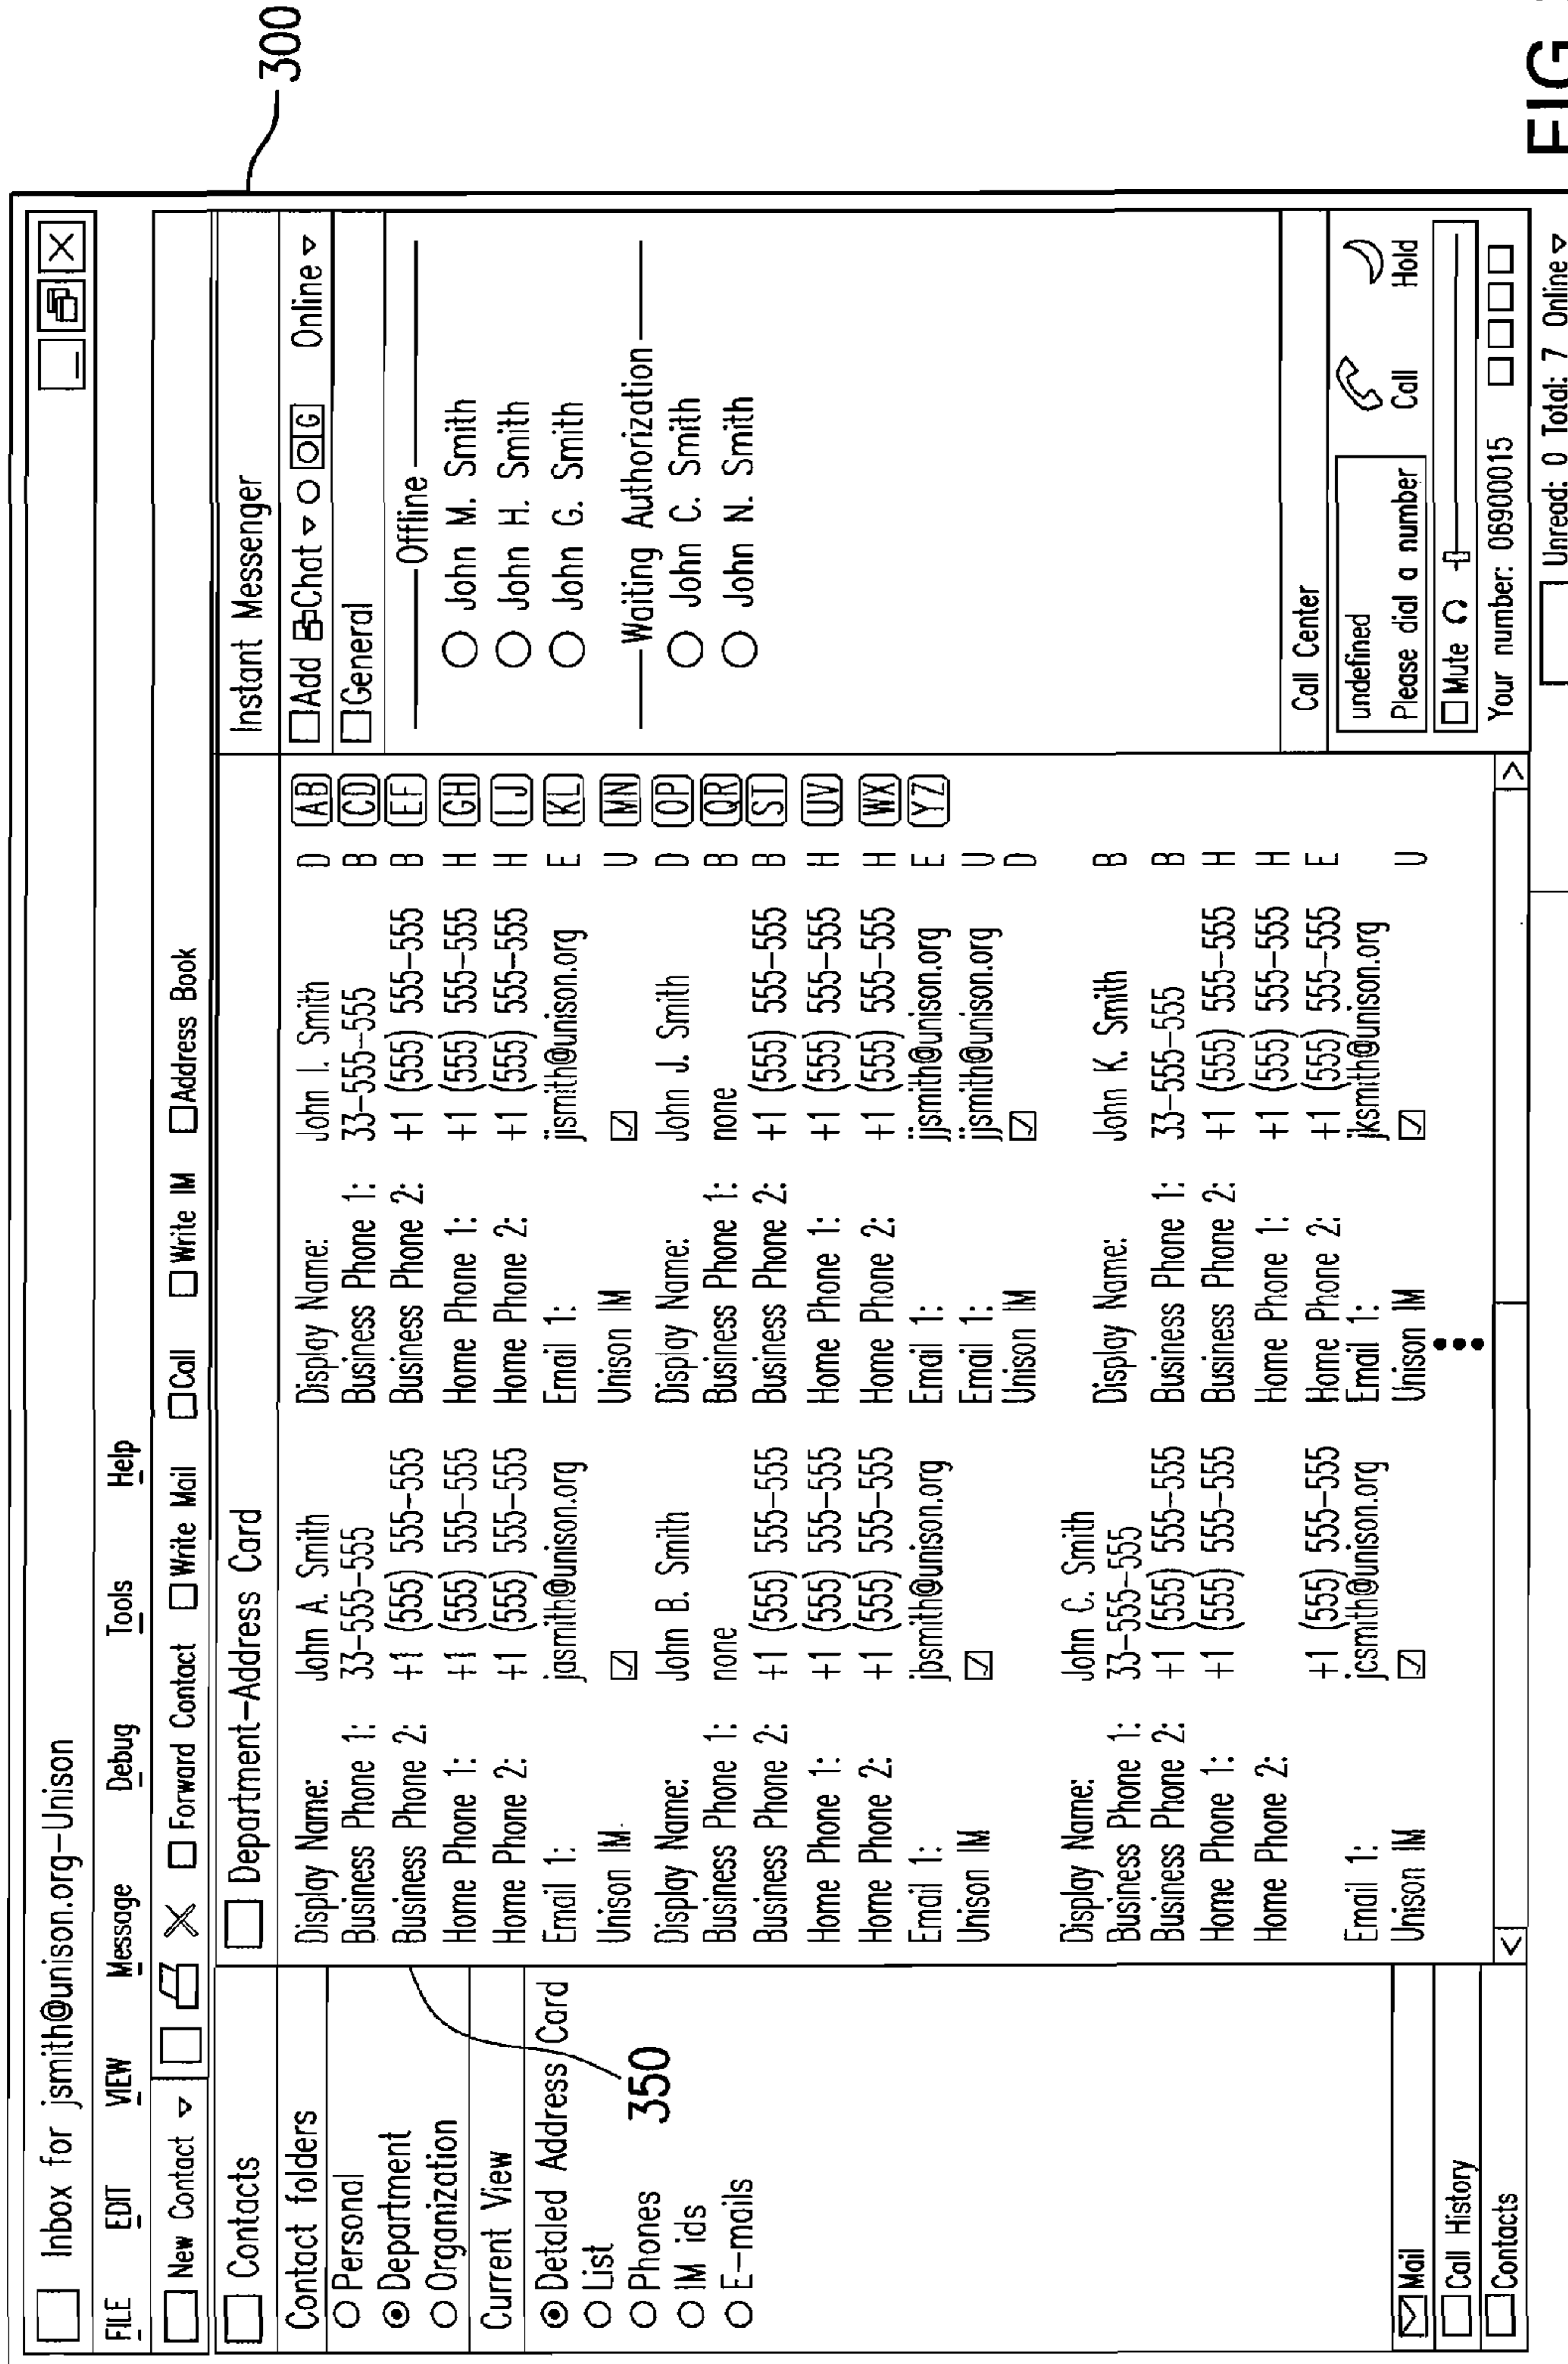 300
Inbox for jsmith@unison.org-Unison
FILE EDIT VIEW Message Debug Tools Help
New Contact Forward Contact Write Mail Call Write IM Address Book
Contacts
Contact folders
Personal
Department
Organization
Current View
Detaled Address Card
List
Phones
IM ids
E-mails
350
Mail
Call History
Contacts
Department-Address Card
Display Name: John A. Smith
Business Phone 1: 33-555-555
Business Phone 2: +1 (555) 555-555
Home Phone 1: +1 (555) 555-555
Home Phone 2: +1 (555) 555-555
Email 1: jasmith@unison.org
Unison IM
Display Name: John B. Smith
Business Phone 1: none
Business Phone 2: +1 (555) 555-555
Home Phone 1: +1 (555) 555-555
Home Phone 2: +1 (555) 555-555
Email 1: jbsmith@unison.org
Unison IM
Display Name: John C. Smith
Business Phone 1: 33-555-555
Business Phone 2: +1 (555) 555-555
Home Phone 1: +1 (555) 555-555
Home Phone 2:
+1 (555) 555-555
Email 1: jcsmith@unison.org
Unison IM
Display Name: John I. Smith
Business Phone 1: 33-555-555
Business Phone 2: +1 (555) 555-555
Home Phone 1: +1 (555) 555-555
Home Phone 2: +1 (555) 555-555
Email 1: jismith@unison.org
Unison IM
Display Name: John J. Smith
Business Phone 1: none
Business Phone 2: +1 (555) 555-555
Home Phone 1: +1 (555) 555-555
Home Phone 2: +1 (555) 555-555
Email 1: jjsmith@unison.org
Email 1: jjsmith@unison.org
Unison IM
Display Name: John K. Smith
Business Phone 1: 33-555-555
Business Phone 2: +1 (555) 555-555
Home Phone 1: +1 (555) 555-555
Home Phone 2: +1 (555) 555-555
Email 1: jksmith@unison.org
Unison IM
D AB
B CD
B EF
H GH
H IJ
E KL
U MN
D OP
B QR
B ST
H UV
H WX
E YZ
U
D
B
B
H
H
E
U
Instant Messenger
Add Chat G Online
General
Offline
John M. Smith
John H. Smith
John G. Smith
Waiting Authorization
John C. Smith
John N. Smith
Call Center
undefined
Please dial a number
Call Hold
Mute
Your number: 06900015
Unread: 0 Total: 7 Online
FIG